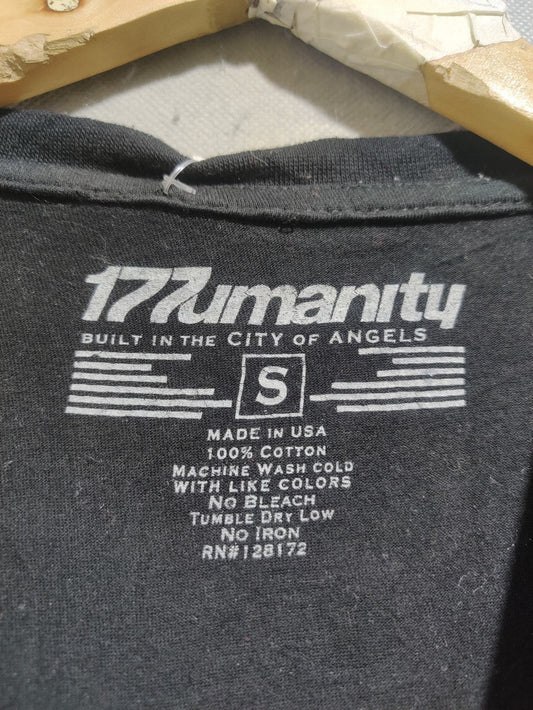 177umanity
BUILT IN THE CITY OF ANGELS
S
MADE IN USA
100% COTTON
MACHINE WASH COLD
WITH LIKE COLORS
NO BLEACH
TUMBLE DRY LOW
NO IRON
RN#128172